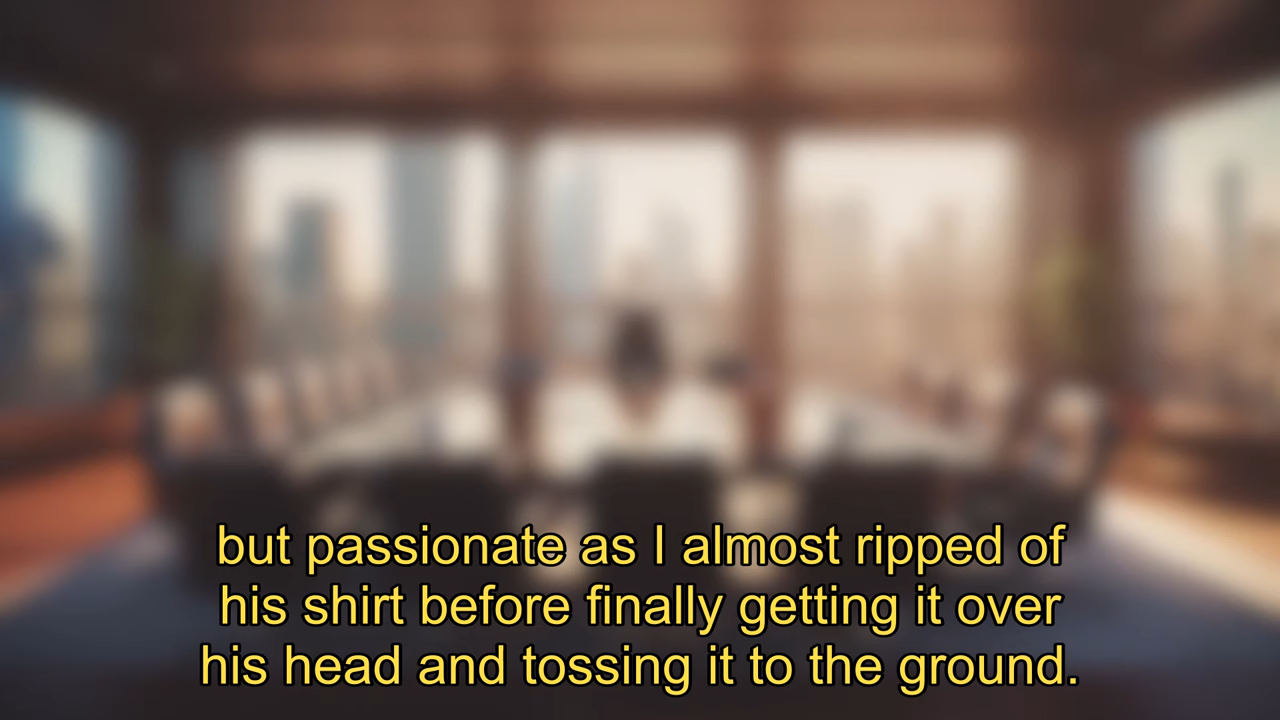 but passionate as I almost ripped of
his shirt before finally getting it over
his head and tossing it to the ground.